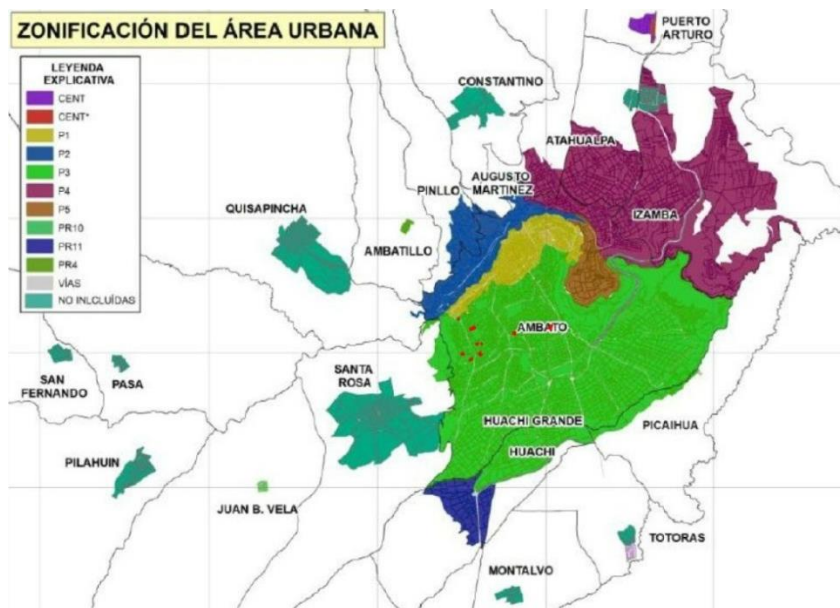 ZONIFICACIÓN DEL ÁREA URBANA
LEYENDA
EXPLICATIVA
CENT
CENT*
P1
P2
P3
P4
P5
PR10
PR11
PR4
VÍAS
NO INLCLUÍDAS
PUERTO
ARTURO
CONSTANTINO
ATAHUALPA
AUGUSTO
MARTINEZ
PINLLO
QUISAPINCHA
IZAMBA
AMBATILLO
AMBATO
SAN
FERNANDO
PASA
SANTA
ROSA
HUACHI GRANDE
PICAIHUA
HUACHI
PILAHUIN
JUAN B. VELA
TOTORAS
MONTALVO